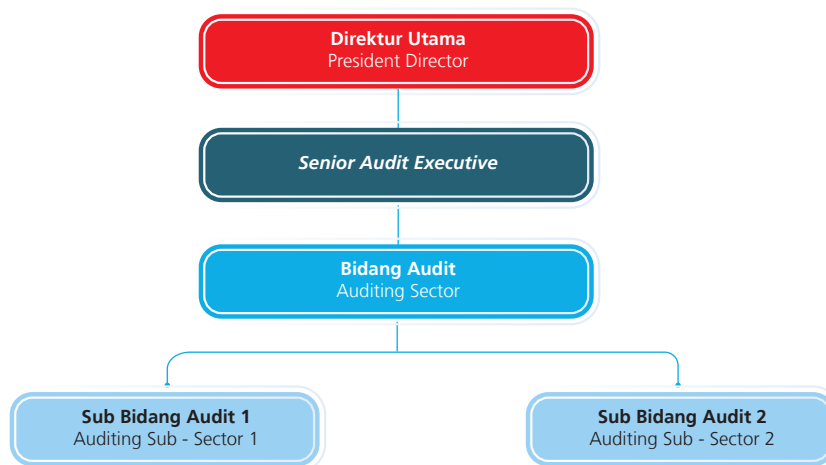 Direktur Utama
President Director
Senior Audit Executive
Bidang Audit
Auditing Sector
Sub Bidang Audit 1
Auditing Sub - Sector 1
Sub Bidang Audit 2
Auditing Sub - Sector 2